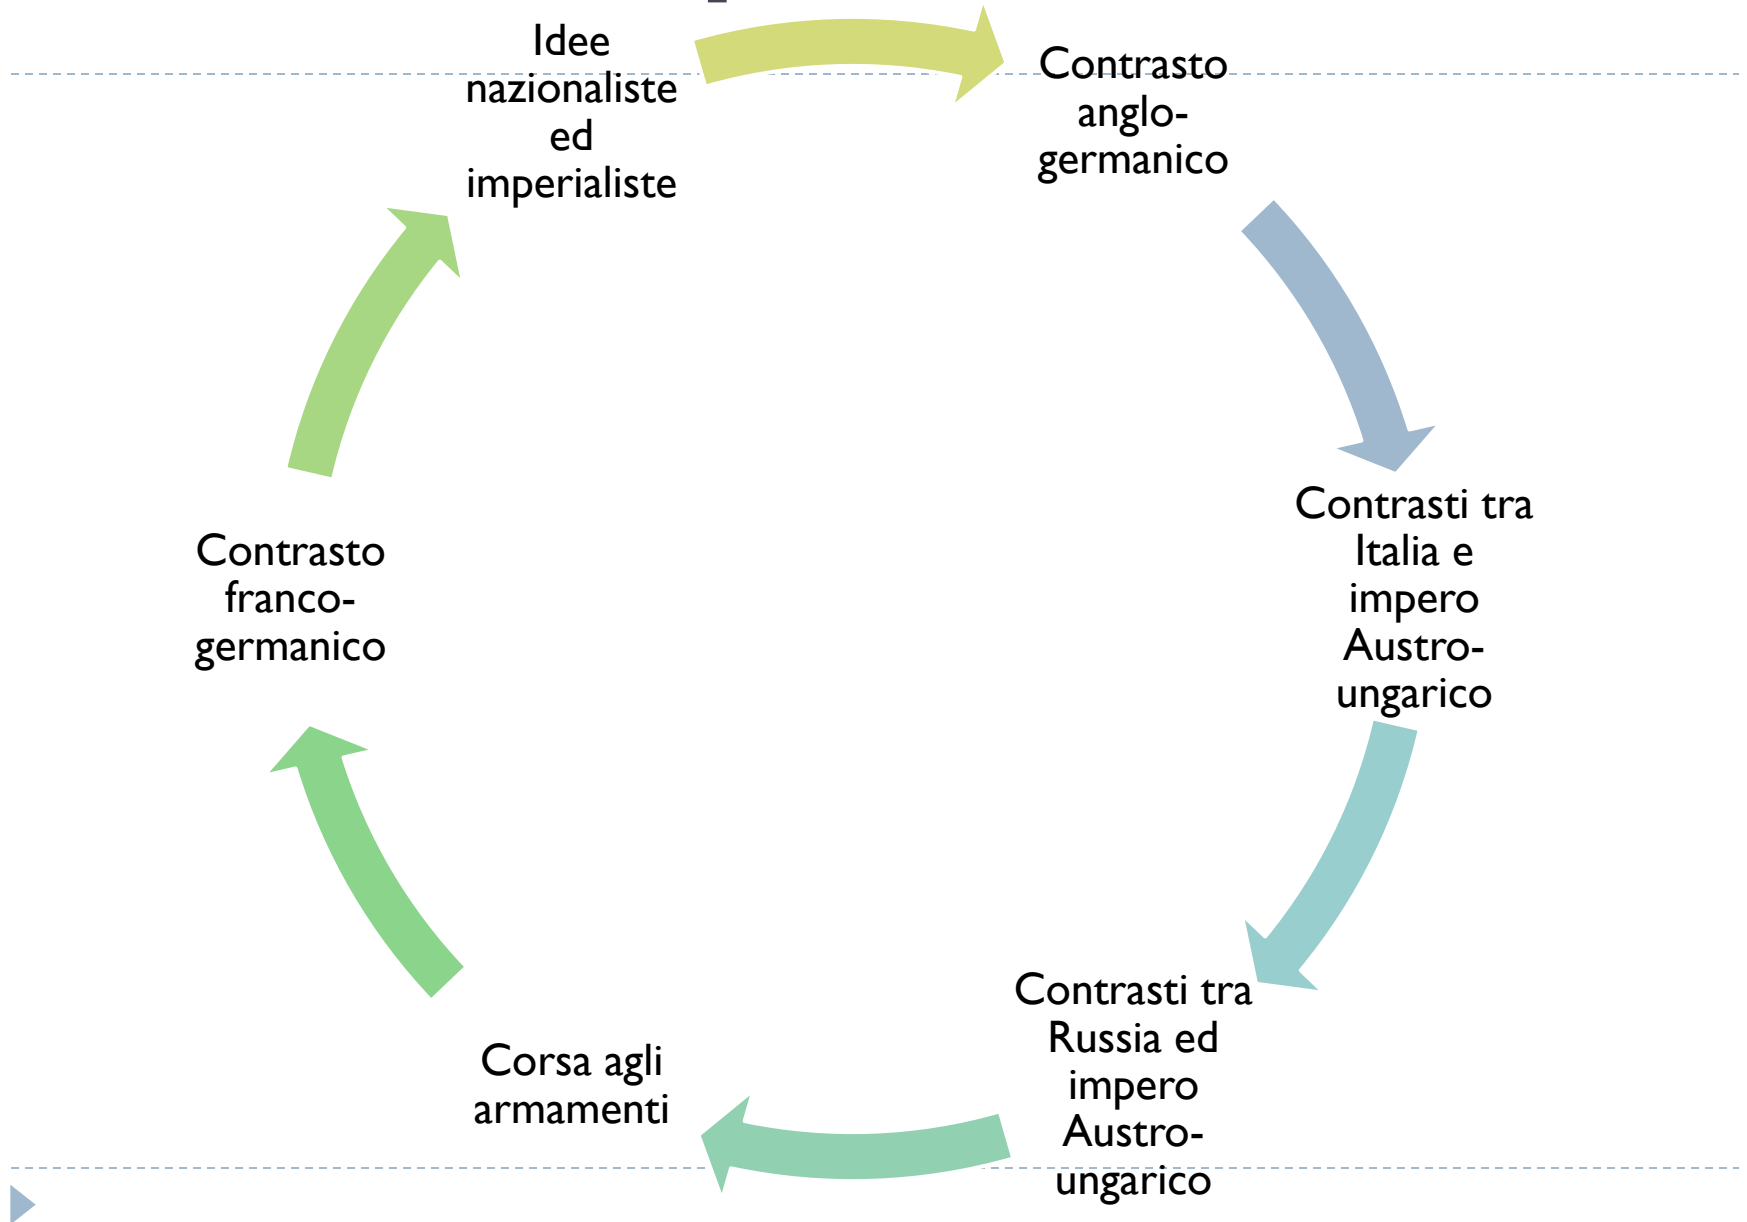 Idee
nazionaliste
ed
imperialiste
Contrasto
anglo-
germanico
Contrasti tra
Italia e
impero
Austro-
ungarico
Contrasti tra
Russia ed
impero
Austro-
ungarico
Corsa agli
armamenti
Contrasto
franco-
germanico